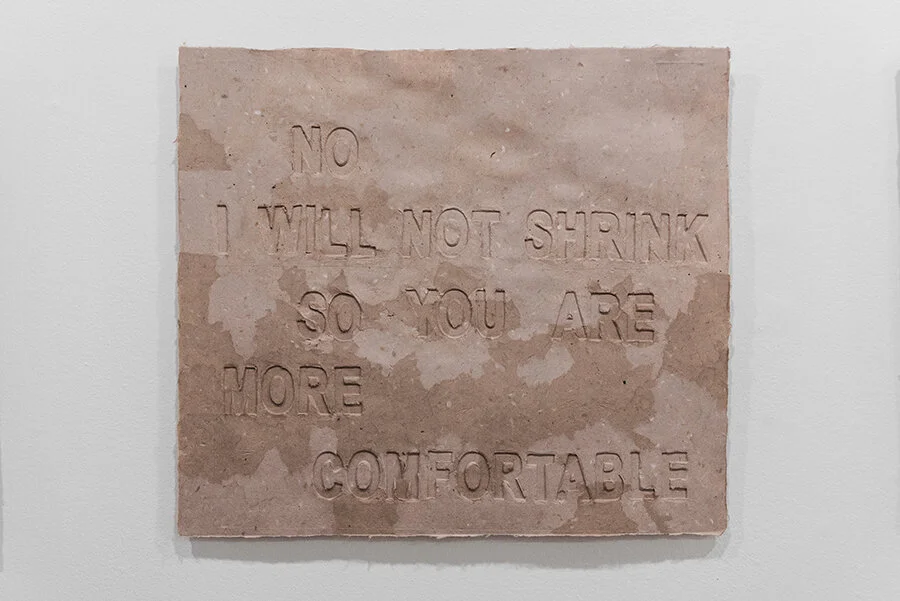 NO
I WILL NOT SHRINK
SO YOU ARE
MORE
COMFORTABLE